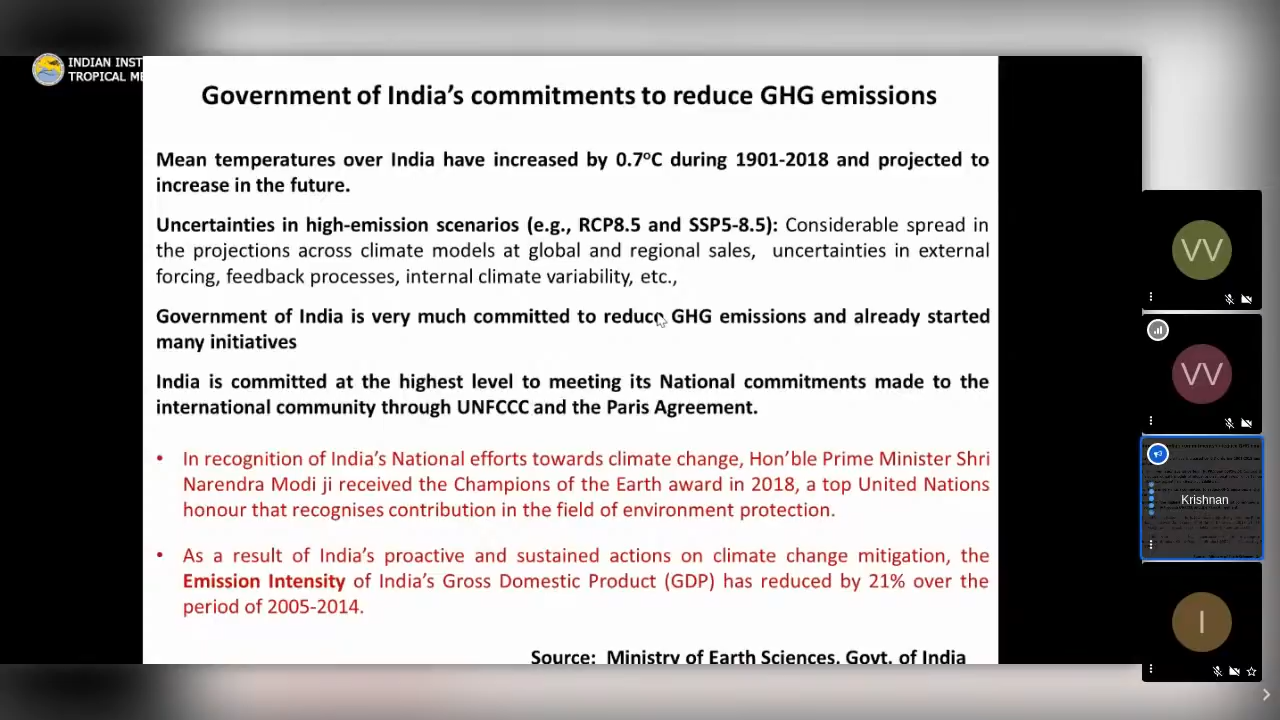 INDIAN INST
TROPICAL ME
Government of India's commitments to reduce GHG emissions
Mean temperatures over India have increased by 0.7°C during 1901-2018 and projected to
increase in the future.
Uncertainties in high-emission scenarios (e.g., RCP8.5 and SSP5-8.5): Considerable spread in
the projections across climate models at global and regional sales, uncertainties in external
forcing, feedback processes, internal climate variability, etc.,
Government of India is very much committed to reduce GHG emissions and already started
many initiatives
India is committed at the highest level to meeting its National commitments made to the
international community through UNFCCC and the Paris Agreement.
• In recognition of India's National efforts towards climate change, Hon'ble Prime Minister Shri
Narendra Modi ji received the Champions of the Earth award in 2018, a top United Nations
honour that recognises contribution in the field of environment protection.
• As a result of India's proactive and sustained actions on climate change mitigation, the
Emission Intensity of India's Gross Domestic Product (GDP) has reduced by 21% over the
period of 2005-2014.
Source: Ministry of Earth Sciences, Govt. of India
VV
VV
Krishnan
I